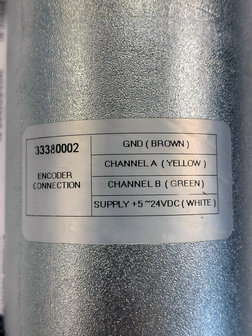 33380002
ENCODER
CONNECTION
GND ( BROWN )
CHANNEL A ( YELLOW )
CHANNEL B ( GREEN )
SUPPLY +5 ~24VDC ( WHITE )